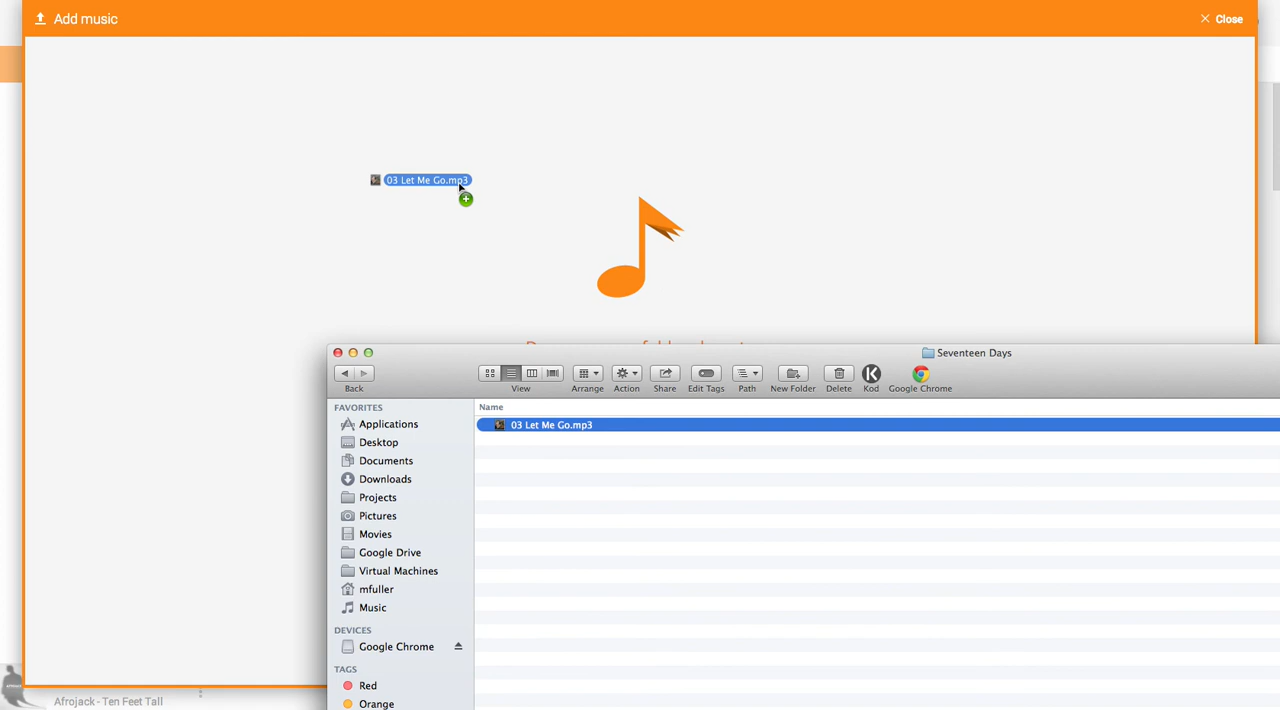 Add music
Close
03 Let Me Go.mp3
Seventeen Days
Back
View
Arrange
Action
Share
Edit Tags
Path
New Folder
Delete
Kod
Google Chrome
FAVORITES
Applications
Desktop
Documents
Downloads
Projects
Pictures
Movies
Google Drive
Virtual Machines
mfuller
Music
DEVICES
Google Chrome
TAGS
Red
Orange
Name
03 Let Me Go.mp3
Afrojack - Ten Feet Tall